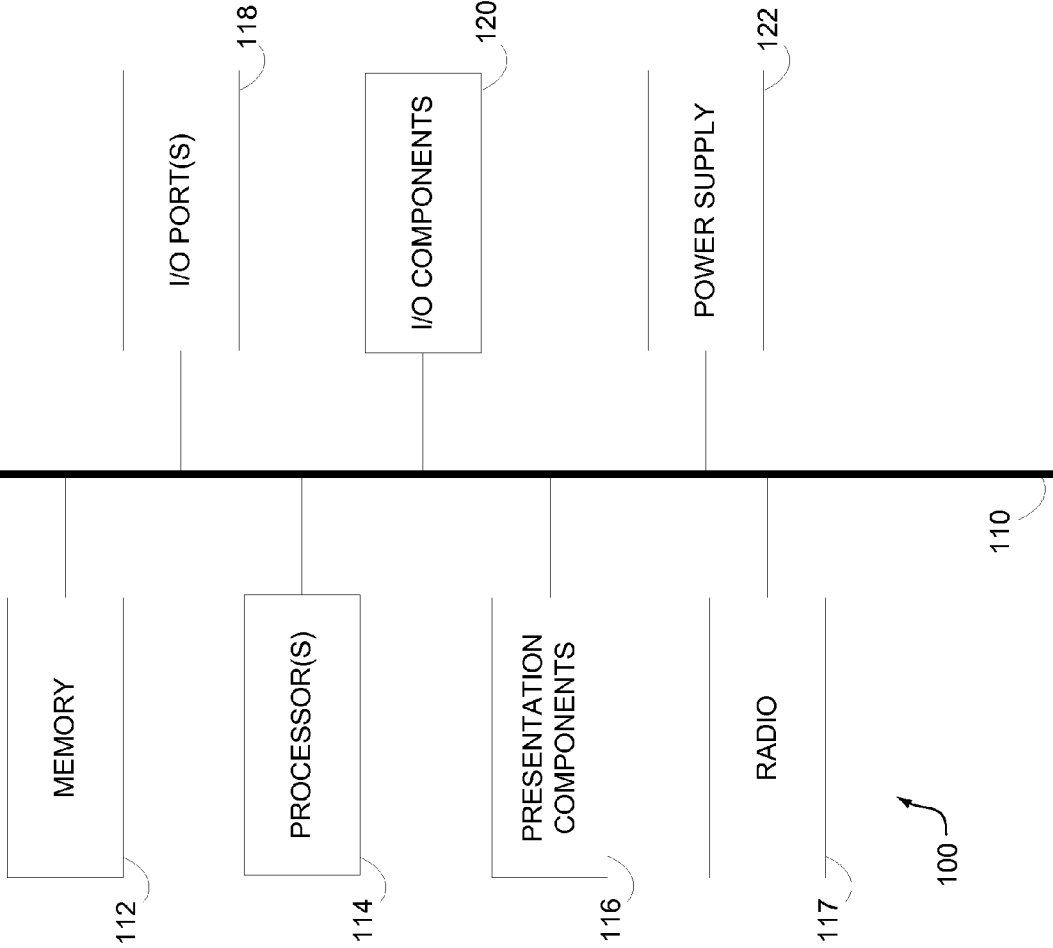 MEMORY
112
PROCESSOR(S)
114
PRESENTATION
COMPONENTS
116
RADIO
117
I/O PORT(S)
118
I/O COMPONENTS
120
POWER SUPPLY
122
110
100